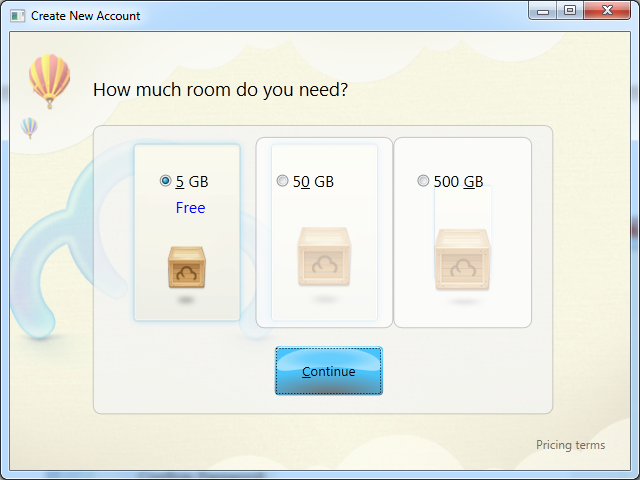 Create New Account
How much room do you need?
5 GB
50 GB
500 GB
Free
Continue
Pricing terms